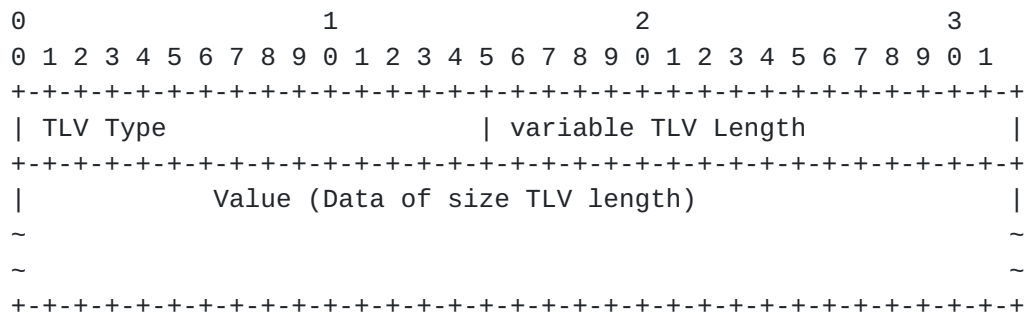 0                   1                   2                   3
0 1 2 3 4 5 6 7 8 9 0 1 2 3 4 5 6 7 8 9 0 1 2 3 4 5 6 7 8 9 0 1
+-+-+-+-+-+-+-+-+-+-+-+-+-+-+-+-+-+-+-+-+-+-+-+-+-+-+-+-+-+-+-+-+
| TLV Type                    | variable TLV Length             |
+-+-+-+-+-+-+-+-+-+-+-+-+-+-+-+-+-+-+-+-+-+-+-+-+-+-+-+-+-+-+-+-+
|            Value (Data of size TLV length)                    |
~                                                               ~
~                                                               ~
+-+-+-+-+-+-+-+-+-+-+-+-+-+-+-+-+-+-+-+-+-+-+-+-+-+-+-+-+-+-+-+-+